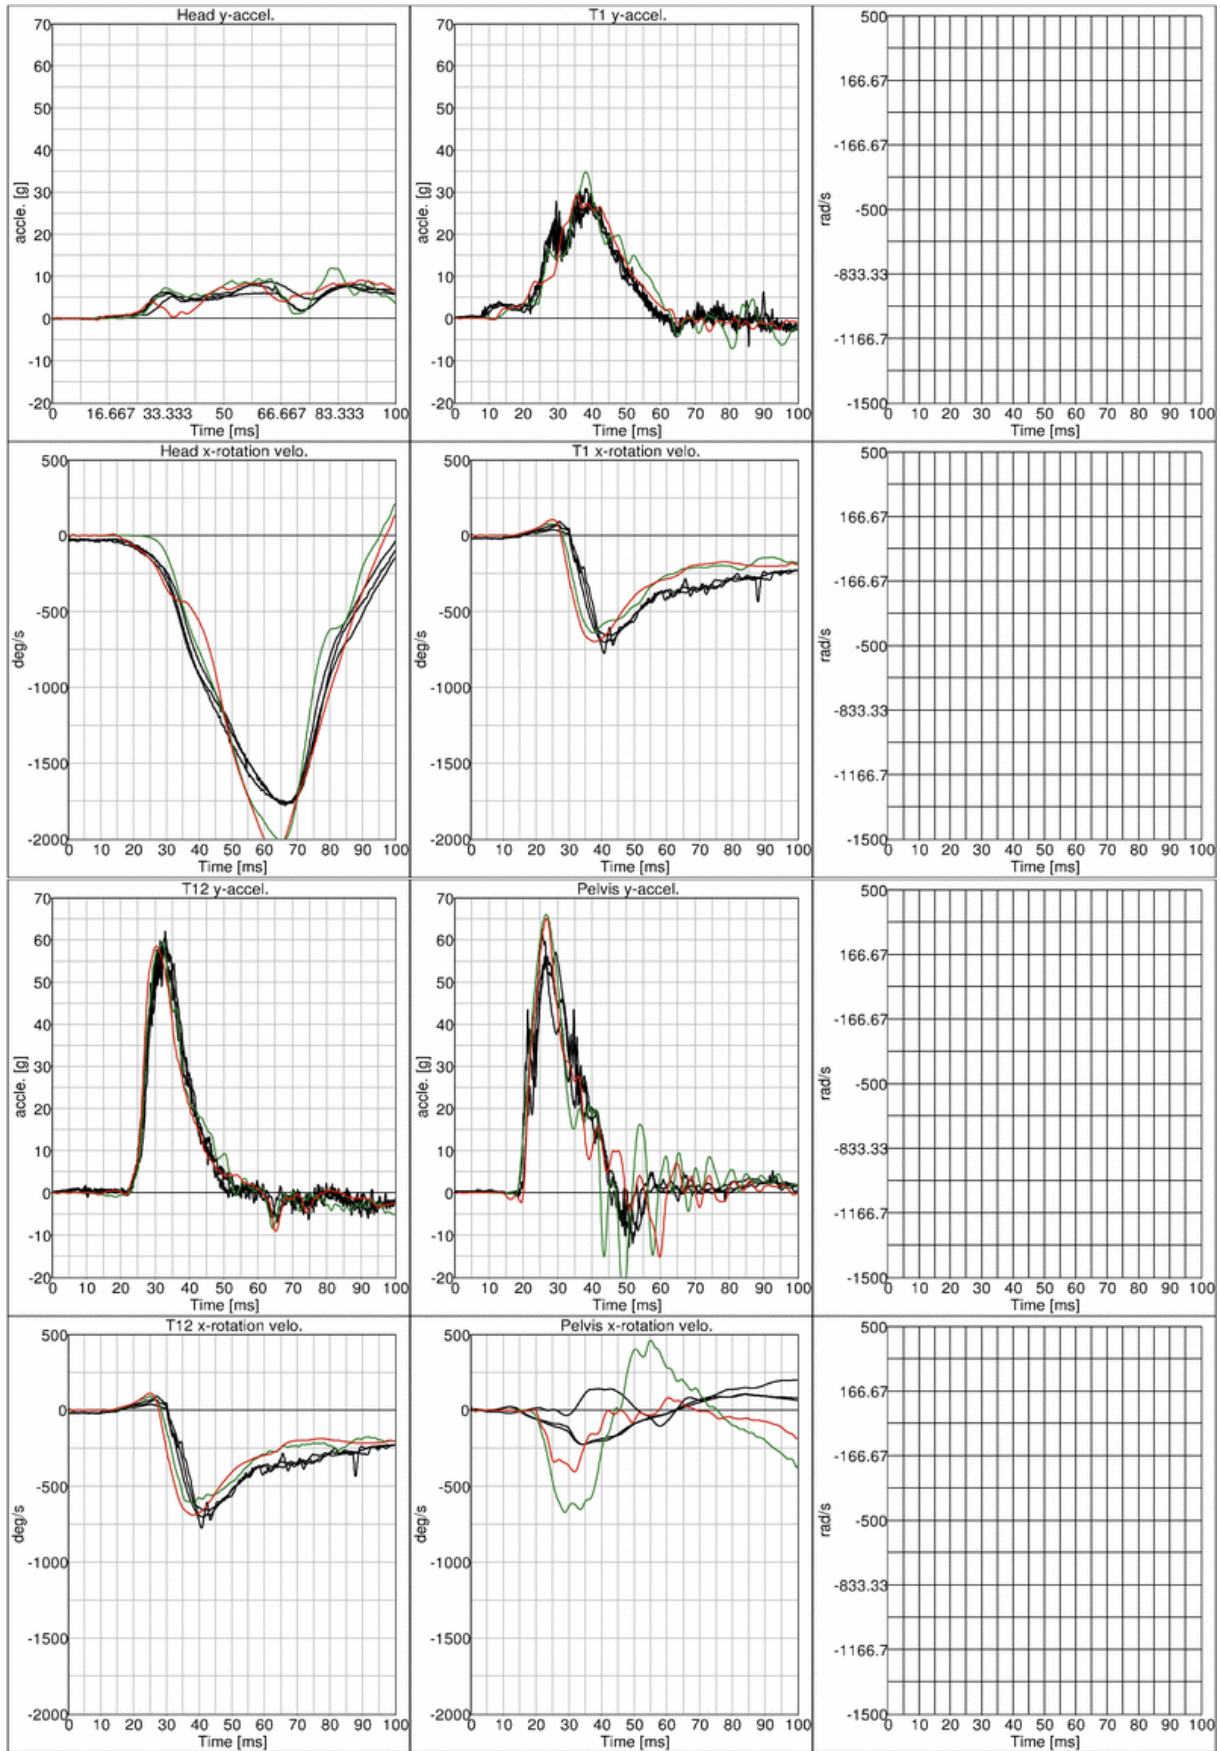 Head y-accel.
70
60
50
40
30
20
10
0
-10
-20
accle. [g]
0 16.667 33.333 50 66.667 83.333 100
Time [ms]
T1 y-accel.
70
60
50
40
30
20
10
0
-10
-20
accle. [g]
0 10 20 30 40 50 60 70 80 90 100
Time [ms]
500
166.67
-166.67
-500
-833.33
-1166.7
-1500
rad/s
0 10 20 30 40 50 60 70 80 90 100
Time [ms]
Head x-rotation velo.
500
0
-500
-1000
-1500
-2000
deg/s
0 10 20 30 40 50 60 70 80 90 100
Time [ms]
T1 x-rotation velo.
500
0
-500
-1000
-1500
-2000
deg/s
0 10 20 30 40 50 60 70 80 90 100
Time [ms]
500
166.67
-166.67
-500
-833.33
-1166.7
-1500
rad/s
0 10 20 30 40 50 60 70 80 90 100
Time [ms]
T12 y-accel.
70
60
50
40
30
20
10
0
-10
-20
accle. [g]
0 10 20 30 40 50 60 70 80 90 100
Time [ms]
Pelvis y-accel.
70
60
50
40
30
20
10
0
-10
-20
accle. [g]
0 10 20 30 40 50 60 70 80 90 100
Time [ms]
500
166.67
-166.67
-500
-833.33
-1166.7
-1500
rad/s
0 10 20 30 40 50 60 70 80 90 100
Time [ms]
T12 x-rotation velo.
500
0
-500
-1000
-1500
-2000
deg/s
0 10 20 30 40 50 60 70 80 90 100
Time [ms]
Pelvis x-rotation velo.
500
0
-500
-1000
-1500
-2000
deg/s
0 10 20 30 40 50 60 70 80 90 100
Time [ms]
500
166.67
-166.67
-500
-833.33
-1166.7
-1500
rad/s
0 10 20 30 40 50 60 70 80 90 100
Time [ms]